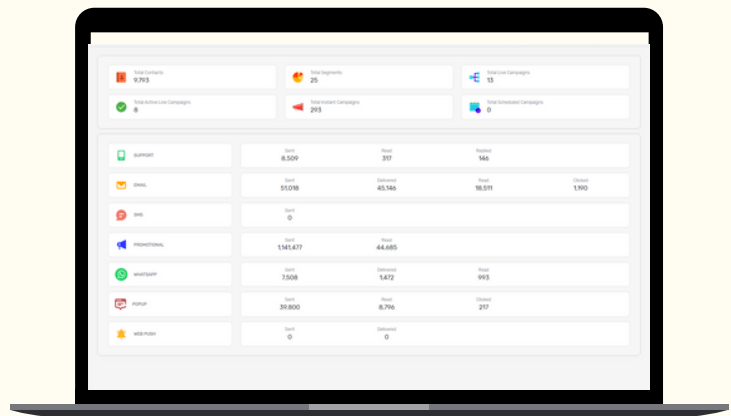 Total Contacts
9,793
Total Segments
25
Total Live Campaigns
13
Total Active Live Campaigns
8
Total Instant Campaigns
293
Total Scheduled Campaigns
0
SUPPORT
Sent
8,509
Read
317
Replied
146
EMAIL
Sent
51,018
Delivered
45,146
Read
18,511
Clicked
1,190
SMS
Sent
0
PROMOTIONAL
Sent
1,141,477
Read
44,685
WHATSAPP
Sent
7,508
Delivered
1,472
Read
993
POPUP
Sent
39,800
Read
8,796
Clicked
217
WEB PUSH
Sent
0
Delivered
0